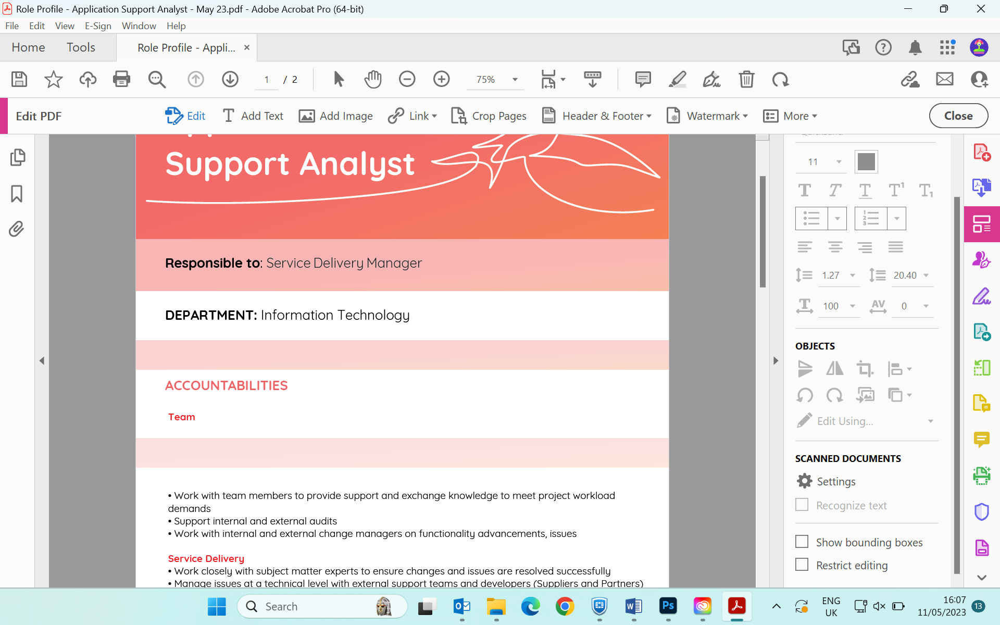 Role Profile - Application Support Analyst - May 23.pdf - Adobe Acrobat Pro (64-bit)
File Edit View E-Sign Window Help
Home Tools Role Profile - Appli... ×
1 / 2 75%
Edit PDF Edit Add Text Add Image Link Crop Pages Header & Footer Watermark More Close
Support Analyst
Responsible to: Service Delivery Manager
DEPARTMENT: Information Technology
ACCOUNTABILITIES
Team
• Work with team members to provide support and exchange knowledge to meet project workload
demands
• Support internal and external audits
• Work with internal and external change managers on functionality advancements, issues
Service Delivery
• Work closely with subject matter experts to ensure changes and issues are resolved successfully
• Manage issues at a technical level with external support teams and developers (Suppliers and Partners)
11
T T T T1 T1
1.27 20.40
100 AV 0
OBJECTS
Edit Using...
SCANNED DOCUMENTS
Settings
Recognize text
Show bounding boxes
Restrict editing
Search
ENG
UK
16:07
11/05/2023
13